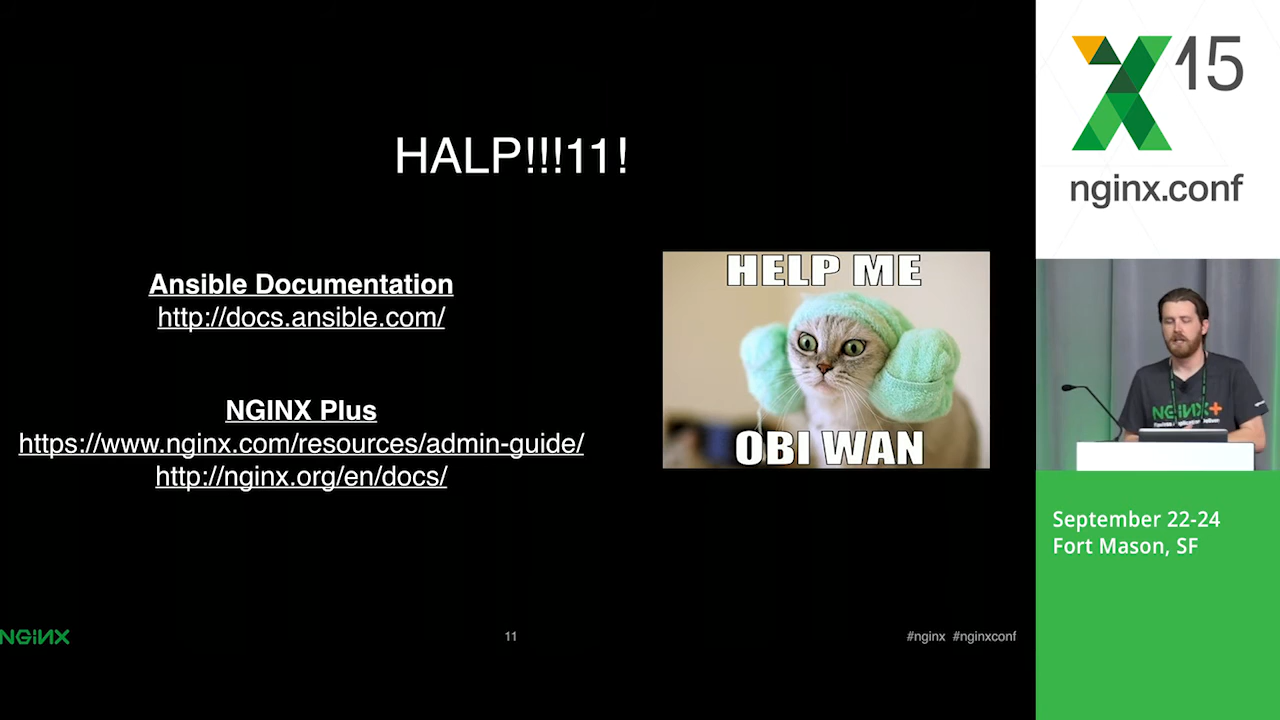 HALP!!!11!
Ansible Documentation
http://docs.ansible.com/
NGINX Plus
https://www.nginx.com/resources/admin-guide/
http://nginx.org/en/docs/
HELP ME
OBI WAN
NGINX
11
#nginx #nginxconf
15
nginx.conf
NGINX+
September 22-24
Fort Mason, SF